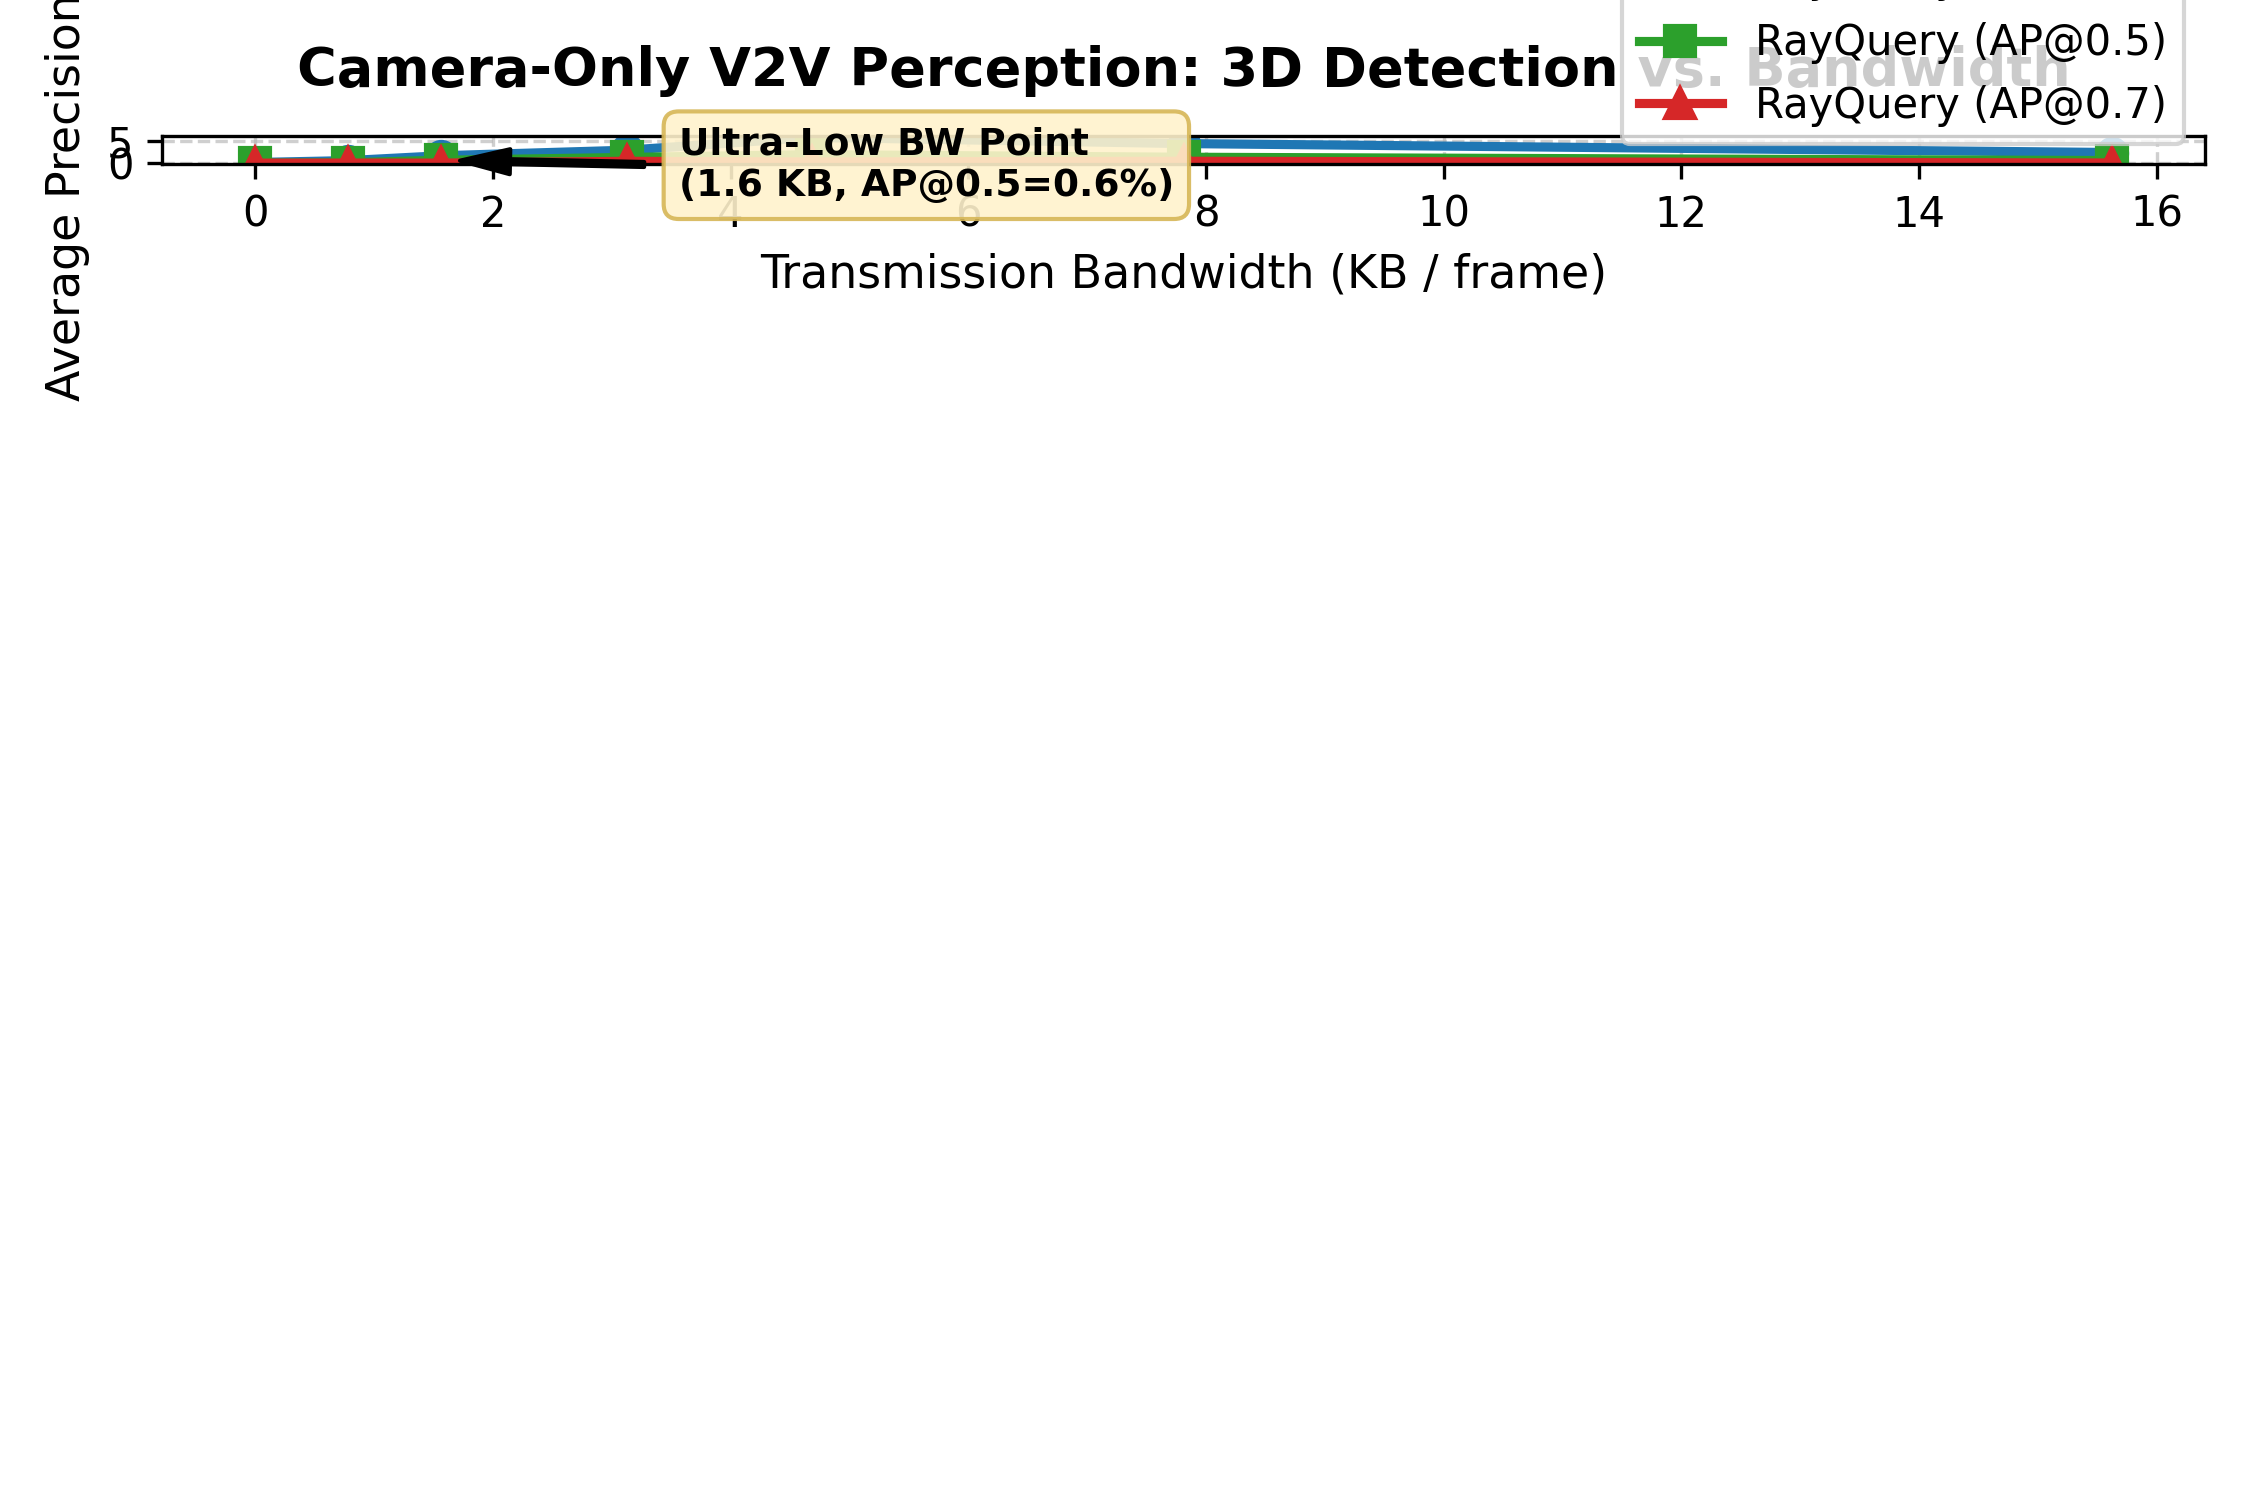 RayQuery (AP@0.5)
RayQuery (AP@0.7)
Camera-Only V2V Perception: 3D Detection vs. Bandwidth
Average Precision
5
0
Ultra-Low BW Point
(1.6 KB, AP@0.5=0.6%)
0 2 4 6 8 10 12 14 16
Transmission Bandwidth (KB / frame)